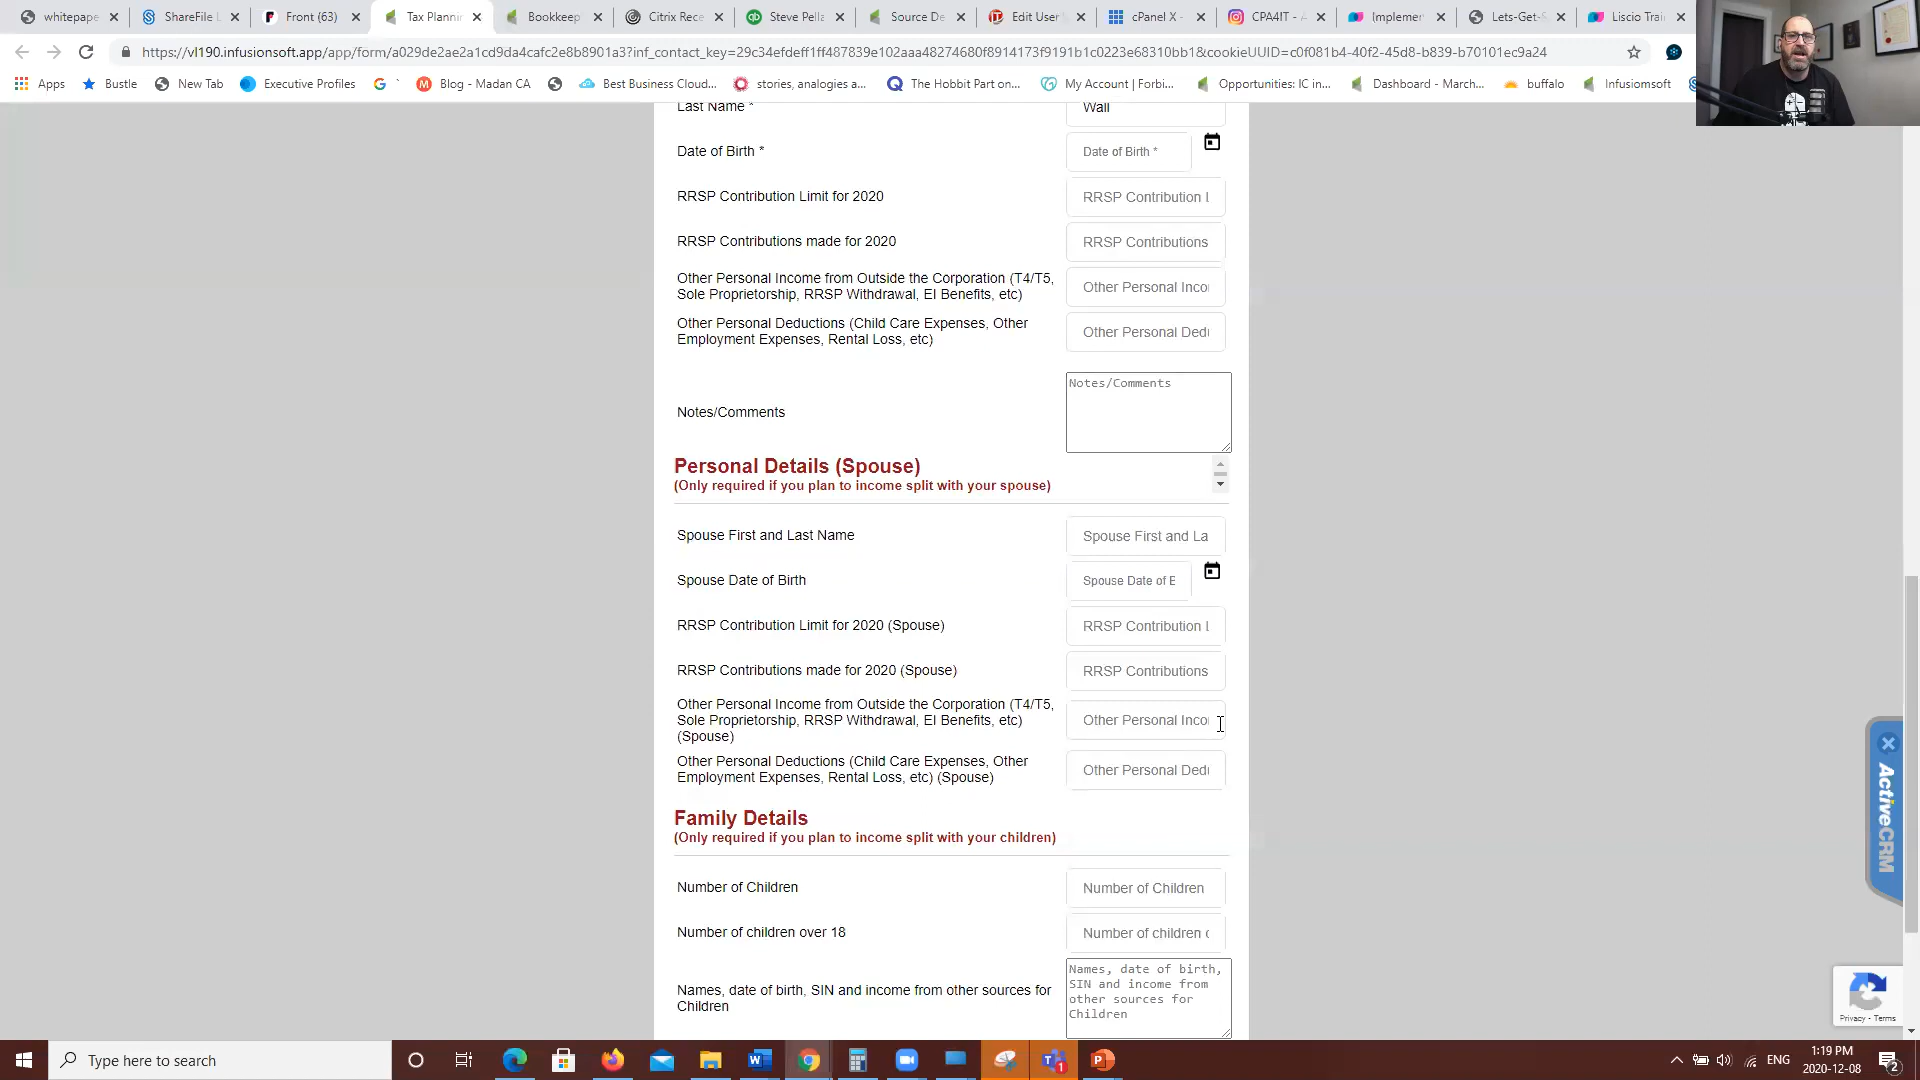 whitepape
ShareFile L
Front (63)
Tax Plannin
Bookkeep
Citrix Rece
Steve Pella
Source De
Edit User
cPanel X -
CPA4IT - A
(Implemen
Lets-Get-S
Liscio Trai
https://vl190.infusionsoft.app/app/form/a029de2ae2a1cd9da4cafc2e8b8901a3?inf_contact_key=29c34efdeff1ff487839e102aaa48274680f8914173f9191b1c0223e68310bb1&cookieUUID=c0f081b4-40f2-45d8-b839-b70101ec9a24
Apps
Bustle
New Tab
Executive Profiles
Blog - Madan CA
Best Business Cloud...
stories, analogies a...
The Hobbit Part on...
My Account | Forbi...
Opportunities: IC in...
Dashboard - March...
buffalo
Infusionsoft
Last Name *
Wall
Date of Birth *
Date of Birth *
RRSP Contribution Limit for 2020
RRSP Contribution L
RRSP Contributions made for 2020
RRSP Contributions
Other Personal Income from Outside the Corporation (T4/T5,
Sole Proprietorship, RRSP Withdrawal, EI Benefits, etc)
Other Personal Inco
Other Personal Deductions (Child Care Expenses, Other
Employment Expenses, Rental Loss, etc)
Other Personal Ded
Notes/Comments
Notes/Comments
Personal Details (Spouse)
(Only required if you plan to income split with your spouse)
Spouse First and Last Name
Spouse First and La
Spouse Date of Birth
Spouse Date of B
RRSP Contribution Limit for 2020 (Spouse)
RRSP Contribution L
RRSP Contributions made for 2020 (Spouse)
RRSP Contributions
Other Personal Income from Outside the Corporation (T4/T5,
Sole Proprietorship, RRSP Withdrawal, EI Benefits, etc)
(Spouse)
Other Personal Inco
Other Personal Deductions (Child Care Expenses, Other
Employment Expenses, Rental Loss, etc) (Spouse)
Other Personal Ded
Family Details
(Only required if you plan to income split with your children)
Number of Children
Number of Children
Number of children over 18
Number of children o
Names, date of birth, SIN and income from other sources for
Children
Names, date of birth,
SIN and income from
other sources for
Children
ActiveCRM
Privacy - Terms
Type here to search
ENG
1:19 PM
2020-12-08
2